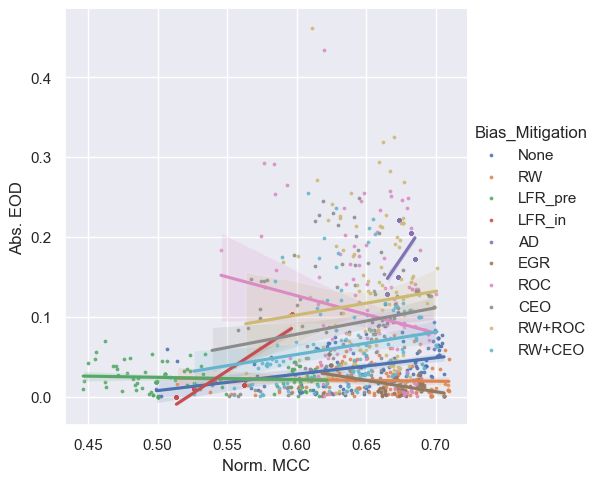 0.4
0.3
0.2
0.1
0.0
Abs. EOD
0.45 0.50 0.55 0.60 0.65 0.70
Norm. MCC
Bias_Mitigation
None
RW
LFR_pre
LFR_in
AD
EGR
ROC
CEO
RW+ROC
RW+CEO